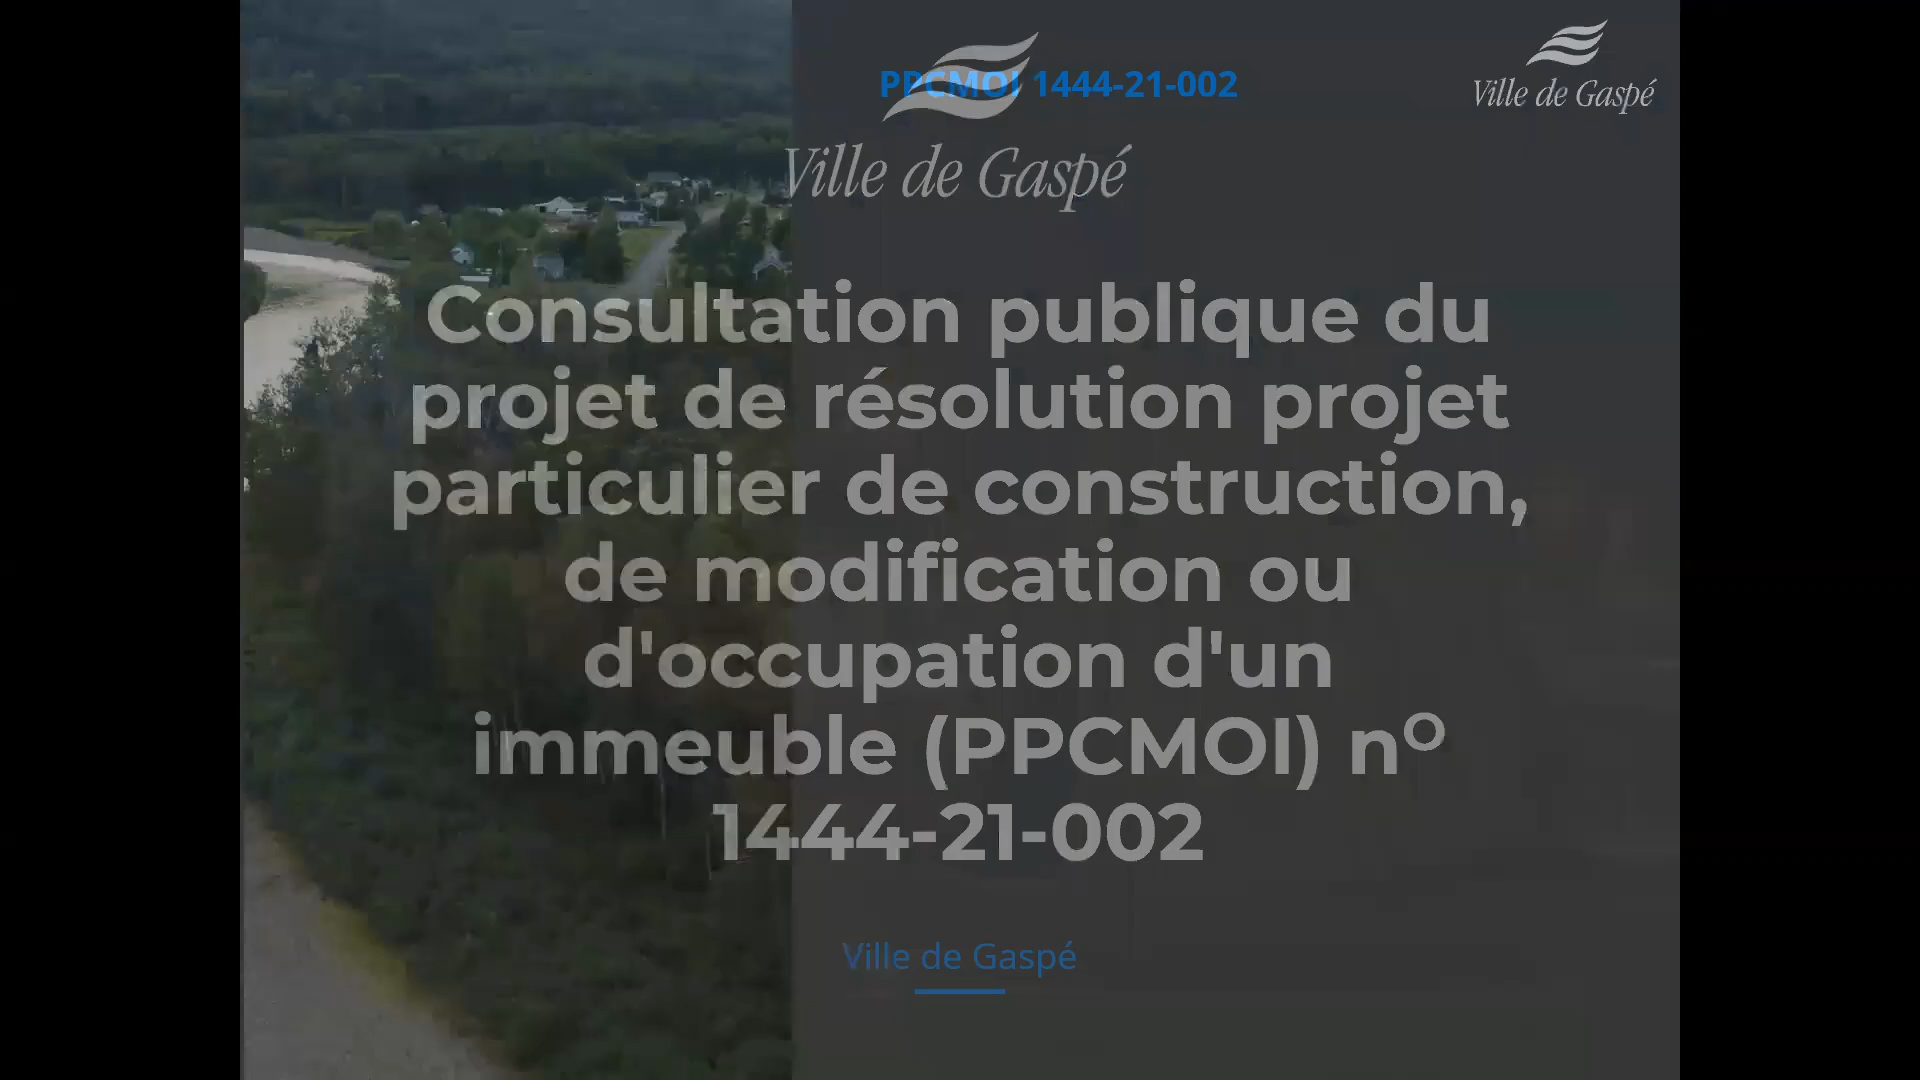 PPCMOI 1444-21-002
Ville de Gaspé
Ville de Gaspé
Consultation publique du
projet de résolution projet
particulier de construction,
de modification ou
d'occupation d'un
immeuble (PPCMOI) nº
1444-21-002
Ville de Gaspé